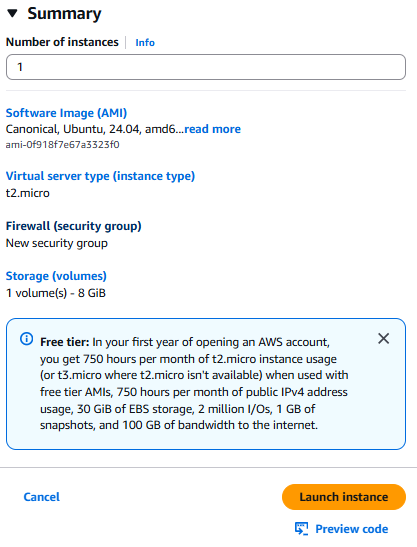 Summary
Number of instances | Info
1
Software Image (AMI)
Canonical, Ubuntu, 24.04, amd6...read more
ami-0f918f7e67a3323f0
Virtual server type (instance type)
t2.micro
Firewall (security group)
New security group
Storage (volumes)
1 volume(s) - 8 GiB
Free tier: In your first year of opening an AWS account,
you get 750 hours per month of t2.micro instance usage
(or t3.micro where t2.micro isn't available) when used with
free tier AMIs, 750 hours per month of public IPv4 address
usage, 30 GiB of EBS storage, 2 million I/Os, 1 GB of
snapshots, and 100 GB of bandwidth to the internet.
Cancel
Launch instance
Preview code